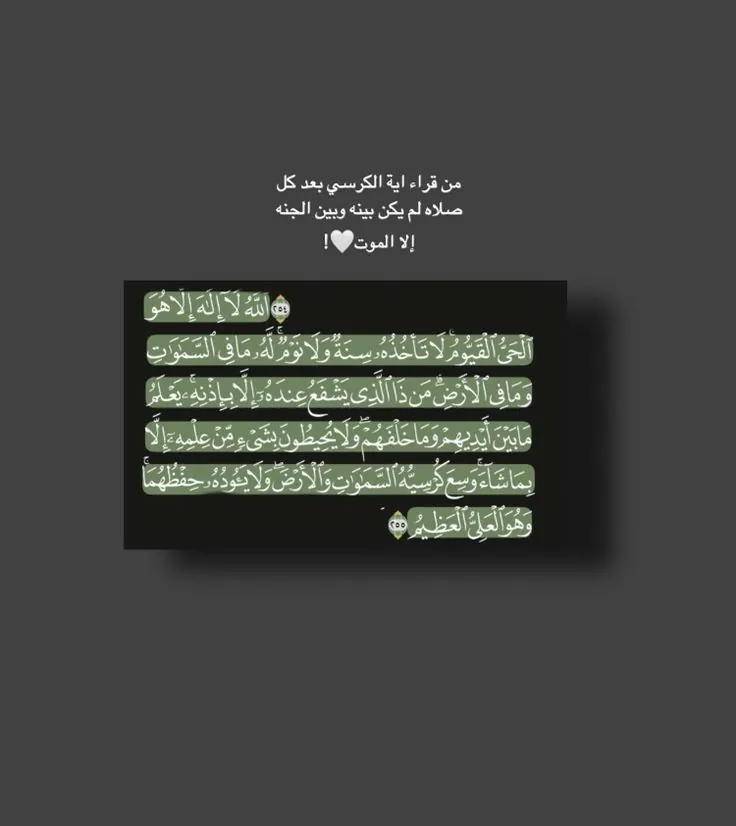 من قراء اية الكرسي بعد كل
صلاه لم يكن بينه وبين الجنه
إلا الموت🤍!
٢٥٤ ٱللَّهُ لَآ إِلَٰهَ إِلَّا هُوَ
ٱلْحَىُّ ٱلْقَيُّومُ ۚ لَا تَأْخُذُهُۥ سِنَةٌ وَلَا نَوْمٌ ۚ لَّهُۥ مَا فِى ٱلسَّمَٰوَٰتِ
وَمَا فِى ٱلْأَرْضِ ۗ مَن ذَا ٱلَّذِى يَشْفَعُ عِندَهُۥٓ إِلَّا بِإِذْنِهِۦ ۚ يَعْلَمُ
مَا بَيْنَ أَيْدِيهِمْ وَمَا خَلْفَهُمْ ۖ وَلَا يُحِيطُونَ بِشَىْءٍ مِّنْ عِلْمِهِۦٓ إِلَّا
بِمَا شَآءَ ۚ وَسِعَ كُرْسِيُّهُ ٱلسَّمَٰوَٰتِ وَٱلْأَرْضَ ۖ وَلَا يَـُٔودُهُۥ حِفْظُهُمَا ۚ
وَهُوَ ٱلْعَلِىُّ ٱلْعَظِيمُ ٢٥٥